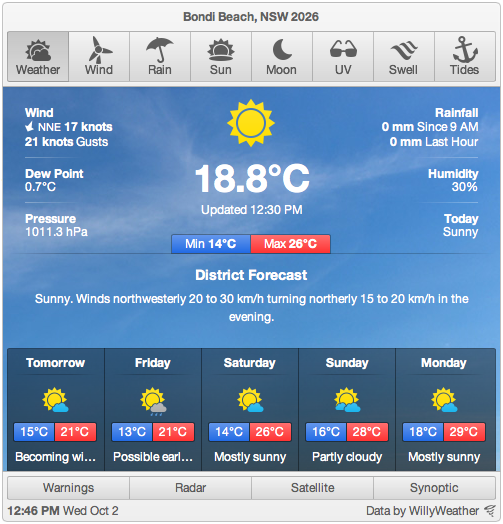 Bondi Beach, NSW 2026
Weather Wind Rain Sun Moon UV Swell Tides
Wind
NNE 17 knots
21 knots Gusts
Dew Point
0.7°C
Pressure
1011.3 hPa
18.8°C
Updated 12:30 PM
Rainfall
0 mm Since 9 AM
0 mm Last Hour
Humidity
30%
Today
Sunny
Min 14°C Max 26°C
District Forecast
Sunny. Winds northwesterly 20 to 30 km/h turning northerly 15 to 20 km/h in the
evening.
Tomorrow Friday Saturday Sunday Monday
15°C 21°C 13°C 21°C 14°C 26°C 16°C 28°C 18°C 29°C
Becoming wi... Possible earl... Mostly sunny Partly cloudy Mostly sunny
Warnings Radar Satellite Synoptic
12:46 PM Wed Oct 2 Data by WillyWeather